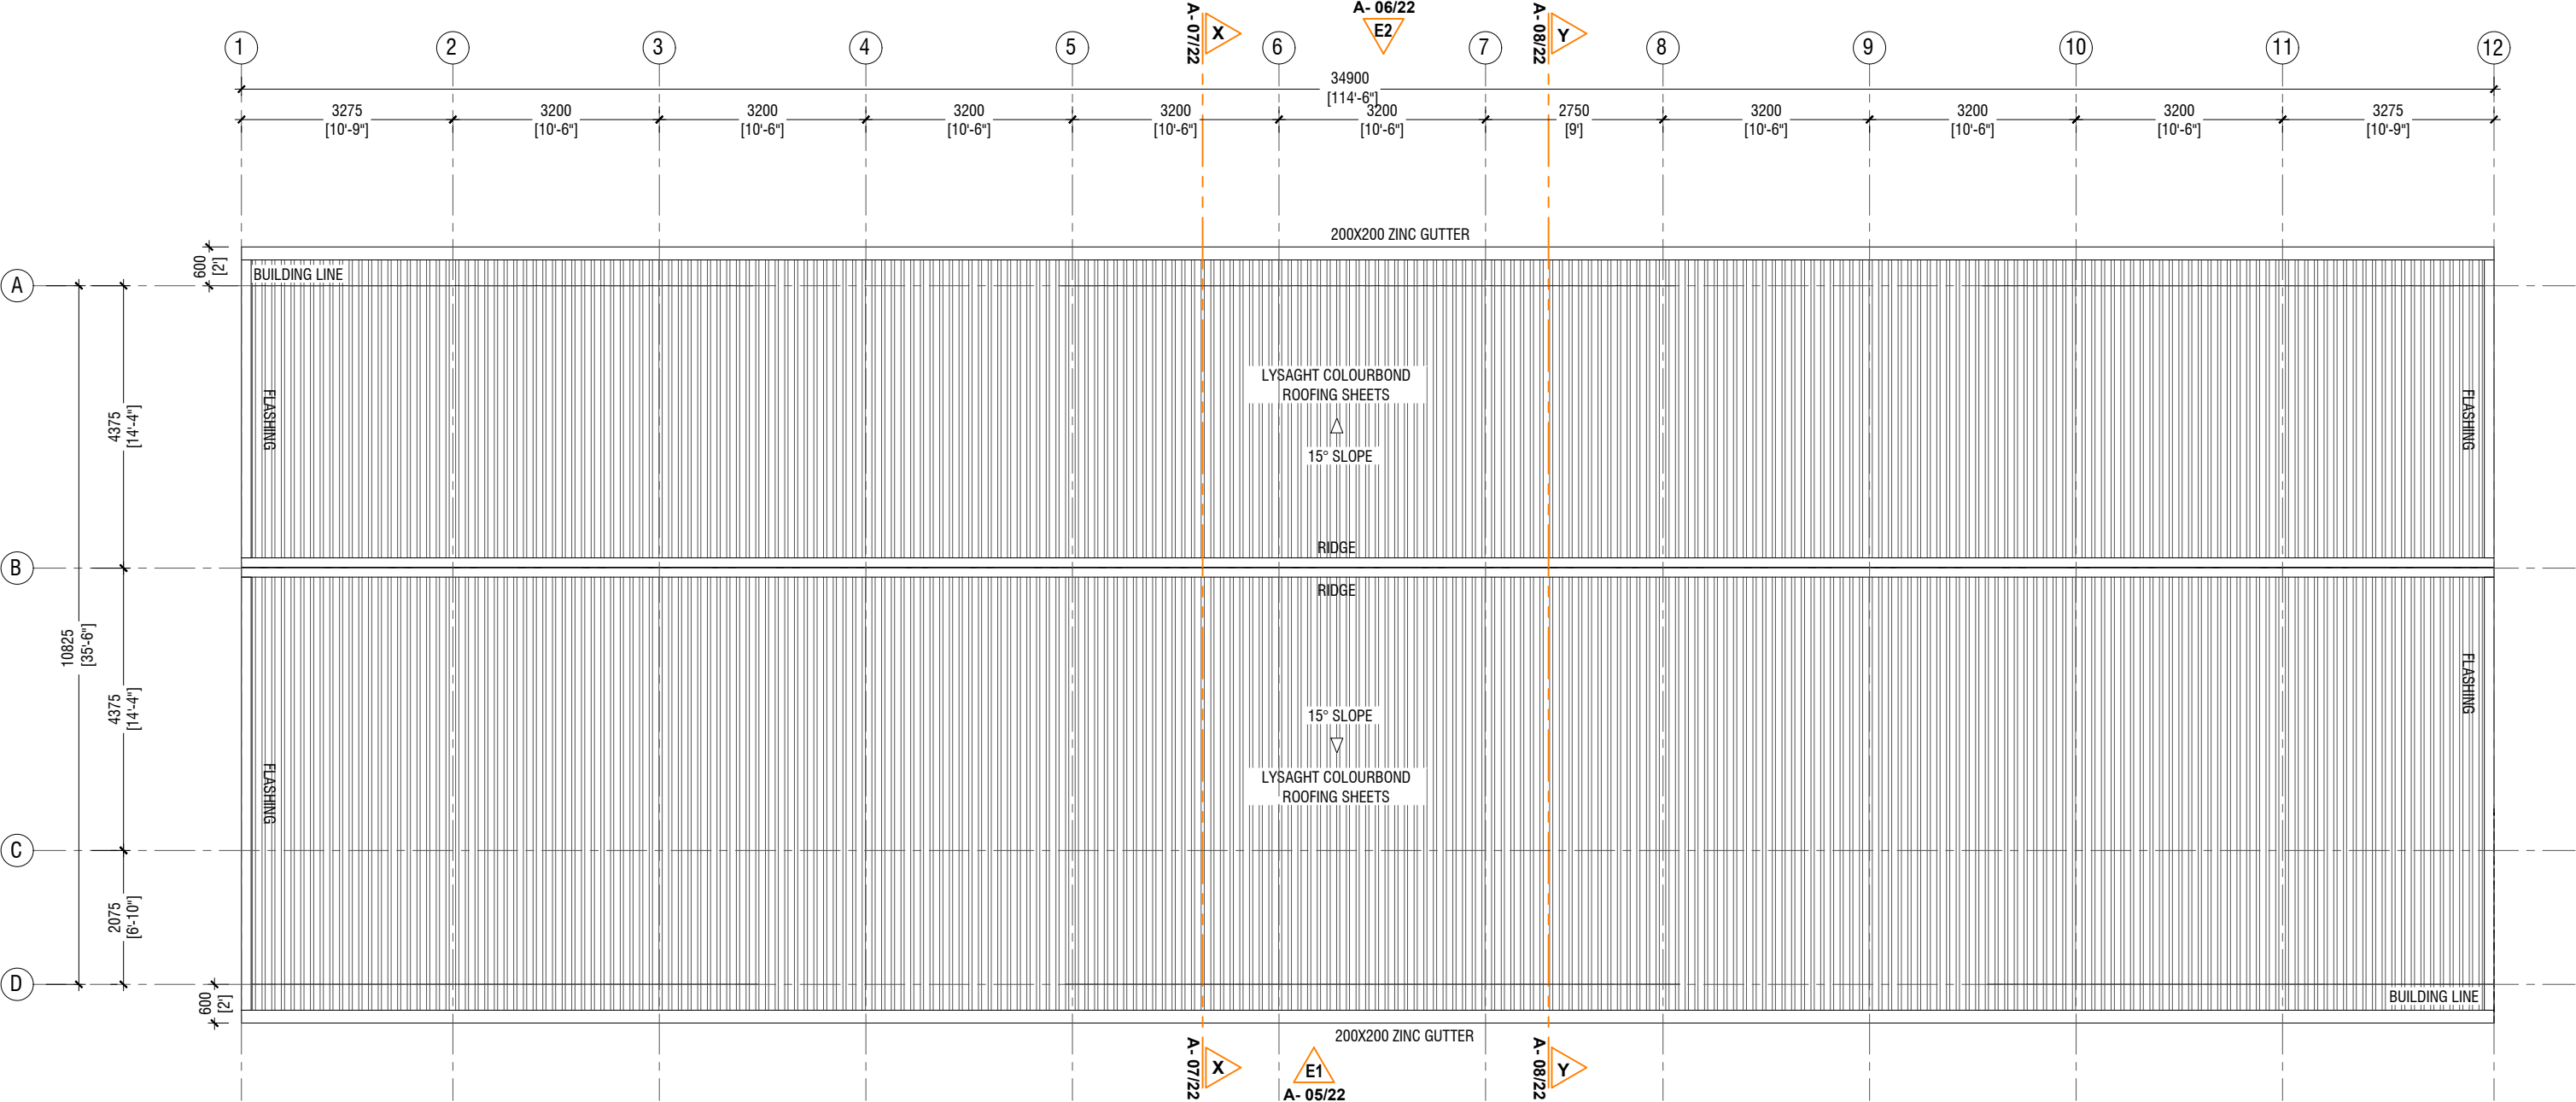 A- 06/22
E2
A- 07/22
X
A- 08/22
Y
1
2
3
4
5
6
7
8
9
10
11
12
34900
[114'-6"]
3275
[10'-9"]
3200
[10'-6"]
3200
[10'-6"]
3200
[10'-6"]
3200
[10'-6"]
3200
[10'-6"]
2750
[9']
3200
[10'-6"]
3200
[10'-6"]
3200
[10'-6"]
3275
[10'-9"]
200X200 ZINC GUTTER
600
[2']
BUILDING LINE
A
FLASHING
4375
[14'-4"]
LYSAGHT COLOURBOND
ROOFING SHEETS
15° SLOPE
FLASHING
RIDGE
B
RIDGE
10825
[35'-6"]
4375
[14'-4"]
15° SLOPE
LYSAGHT COLOURBOND
ROOFING SHEETS
FLASHING
FLASHING
C
2075
[6'-10"]
D
600
[2']
BUILDING LINE
200X200 ZINC GUTTER
A- 07/22
X
E1
A- 05/22
A- 08/22
Y